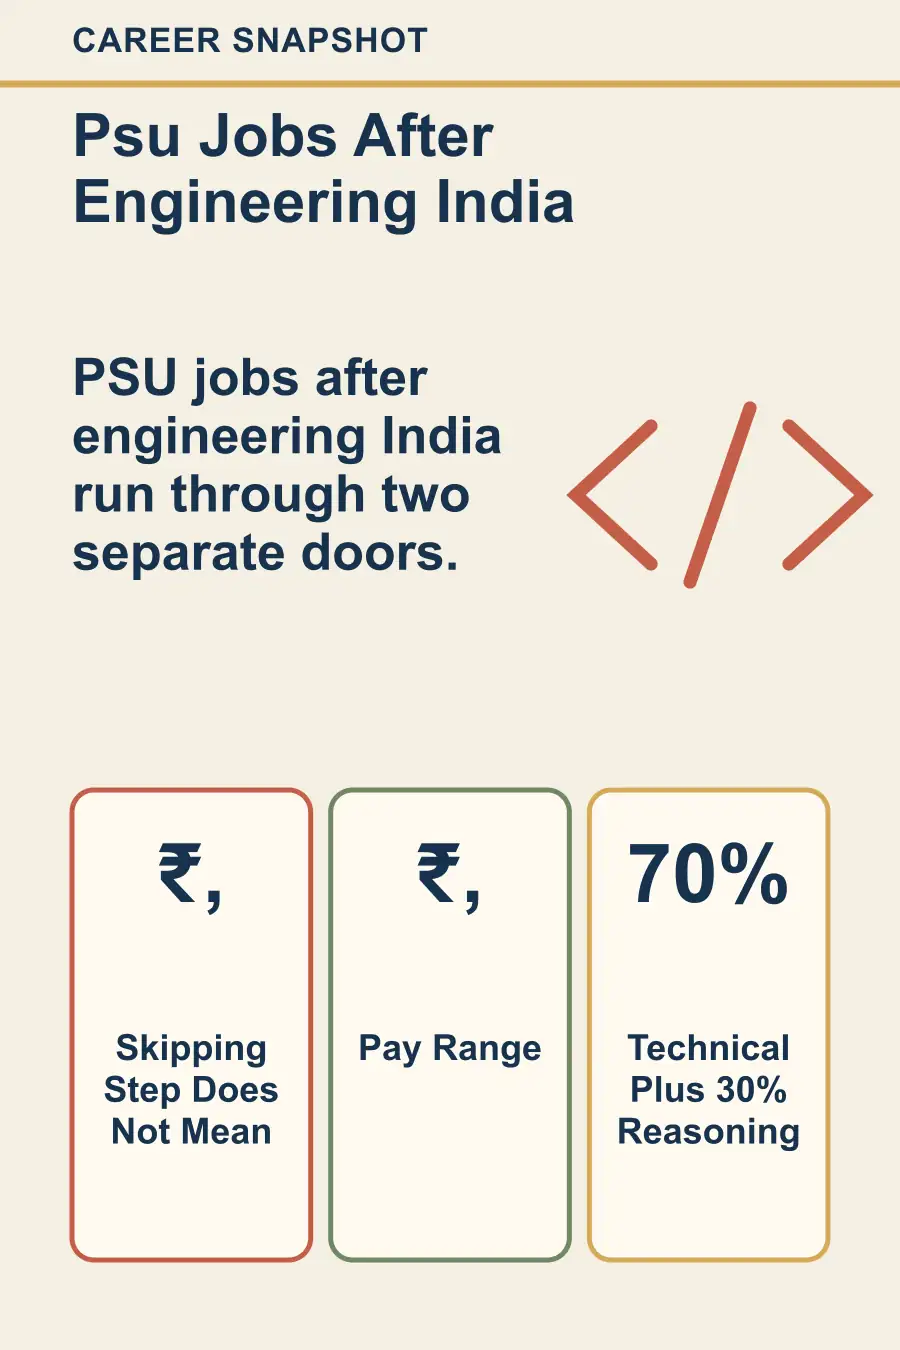 CAREER SNAPSHOT
Psu Jobs After
Engineering India
PSU jobs after
engineering India
run through two
separate doors.
</>
₹,
Skipping
Step Does
Not Mean
₹,
Pay Range
70%
Technical
Plus 30%
Reasoning